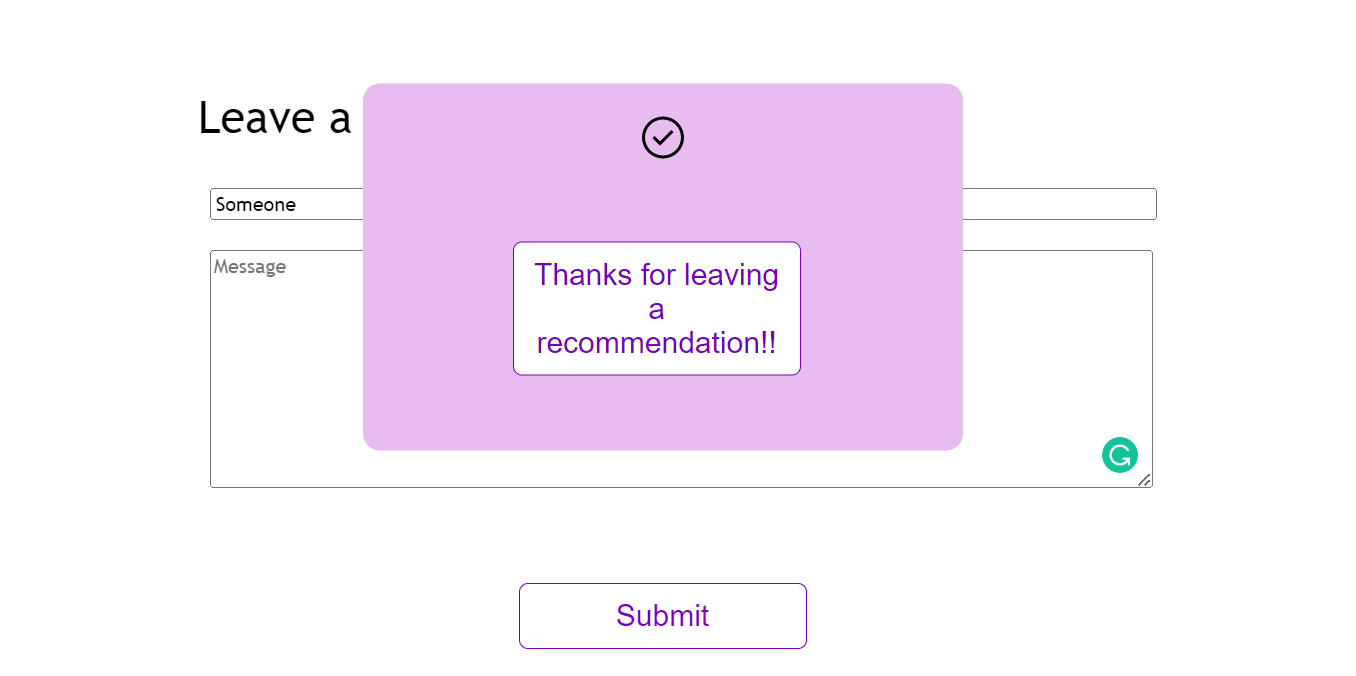 Leave a
Someone
Message
Thanks for leaving
a
recommendation!!
Submit